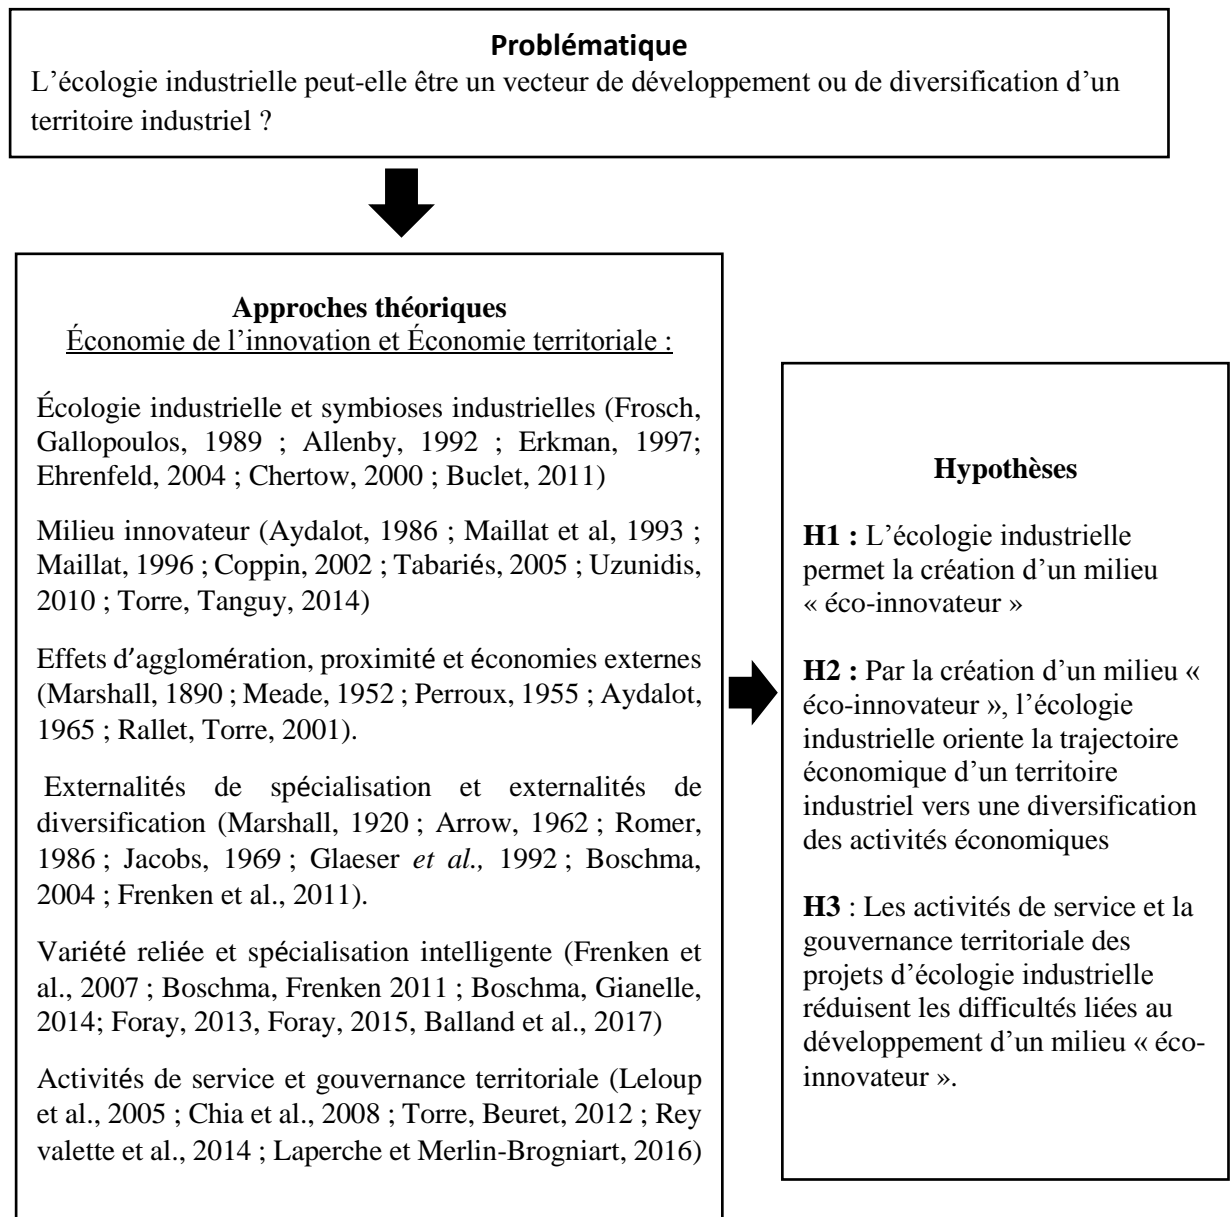 Problématique
L’écologie industrielle peut-elle être un vecteur de développement ou de diversification d’un
territoire industriel ?
Approches théoriques
Économie de l’innovation et Économie territoriale :
Écologie industrielle et symbioses industrielles (Frosch,
Gallopoulos, 1989 ; Allenby, 1992 ; Erkman, 1997;
Ehrenfeld, 2004 ; Chertow, 2000 ; Buclet, 2011)
Milieu innovateur (Aydalot, 1986 ; Maillat et al, 1993 ;
Maillat, 1996 ; Coppin, 2002 ; Tabariés, 2005 ; Uzunidis,
2010 ; Torre, Tanguy, 2014)
Effets d’agglomération, proximité et économies externes
(Marshall, 1890 ; Meade, 1952 ; Perroux, 1955 ; Aydalot,
1965 ; Rallet, Torre, 2001).
Externalités de spécialisation et externalités de
diversification (Marshall, 1920 ; Arrow, 1962 ; Romer,
1986 ; Jacobs, 1969 ; Glaeser et al., 1992 ; Boschma,
2004 ; Frenken et al., 2011).
Variété reliée et spécialisation intelligente (Frenken et
al., 2007 ; Boschma, Frenken 2011 ; Boschma, Gianelle,
2014; Foray, 2013, Foray, 2015, Balland et al., 2017)
Activités de service et gouvernance territoriale (Leloup
et al., 2005 ; Chia et al., 2008 ; Torre, Beuret, 2012 ; Rey
valette et al., 2014 ; Laperche et Merlin-Brogniart, 2016)
Hypothèses
H1 : L’écologie industrielle
permet la création d’un milieu
« éco-innovateur »
H2 : Par la création d’un milieu «
éco-innovateur », l’écologie
industrielle oriente la trajectoire
économique d’un territoire
industriel vers une diversification
des activités économiques
H3 : Les activités de service et la
gouvernance territoriale des
projets d’écologie industrielle
réduisent les difficultés liées au
développement d’un milieu « éco-
innovateur ».